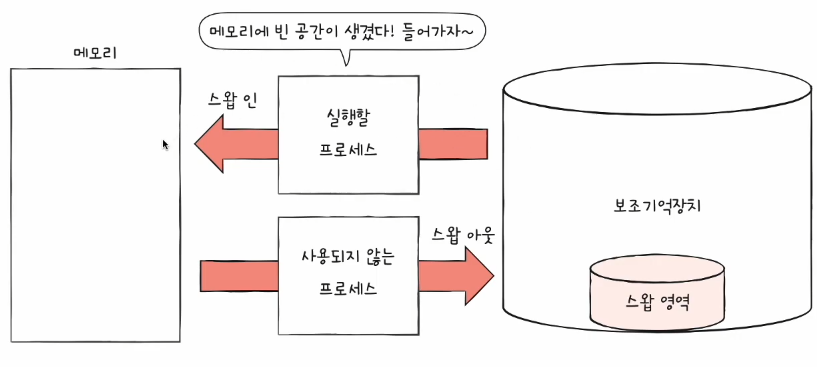 메모리에 빈 공간이 생겼다! 들어가자~
메모리
스왑 인
실행할
프로세스
스왑 아웃
사용되지 않는
프로세스
보조기억장치
스왑 영역